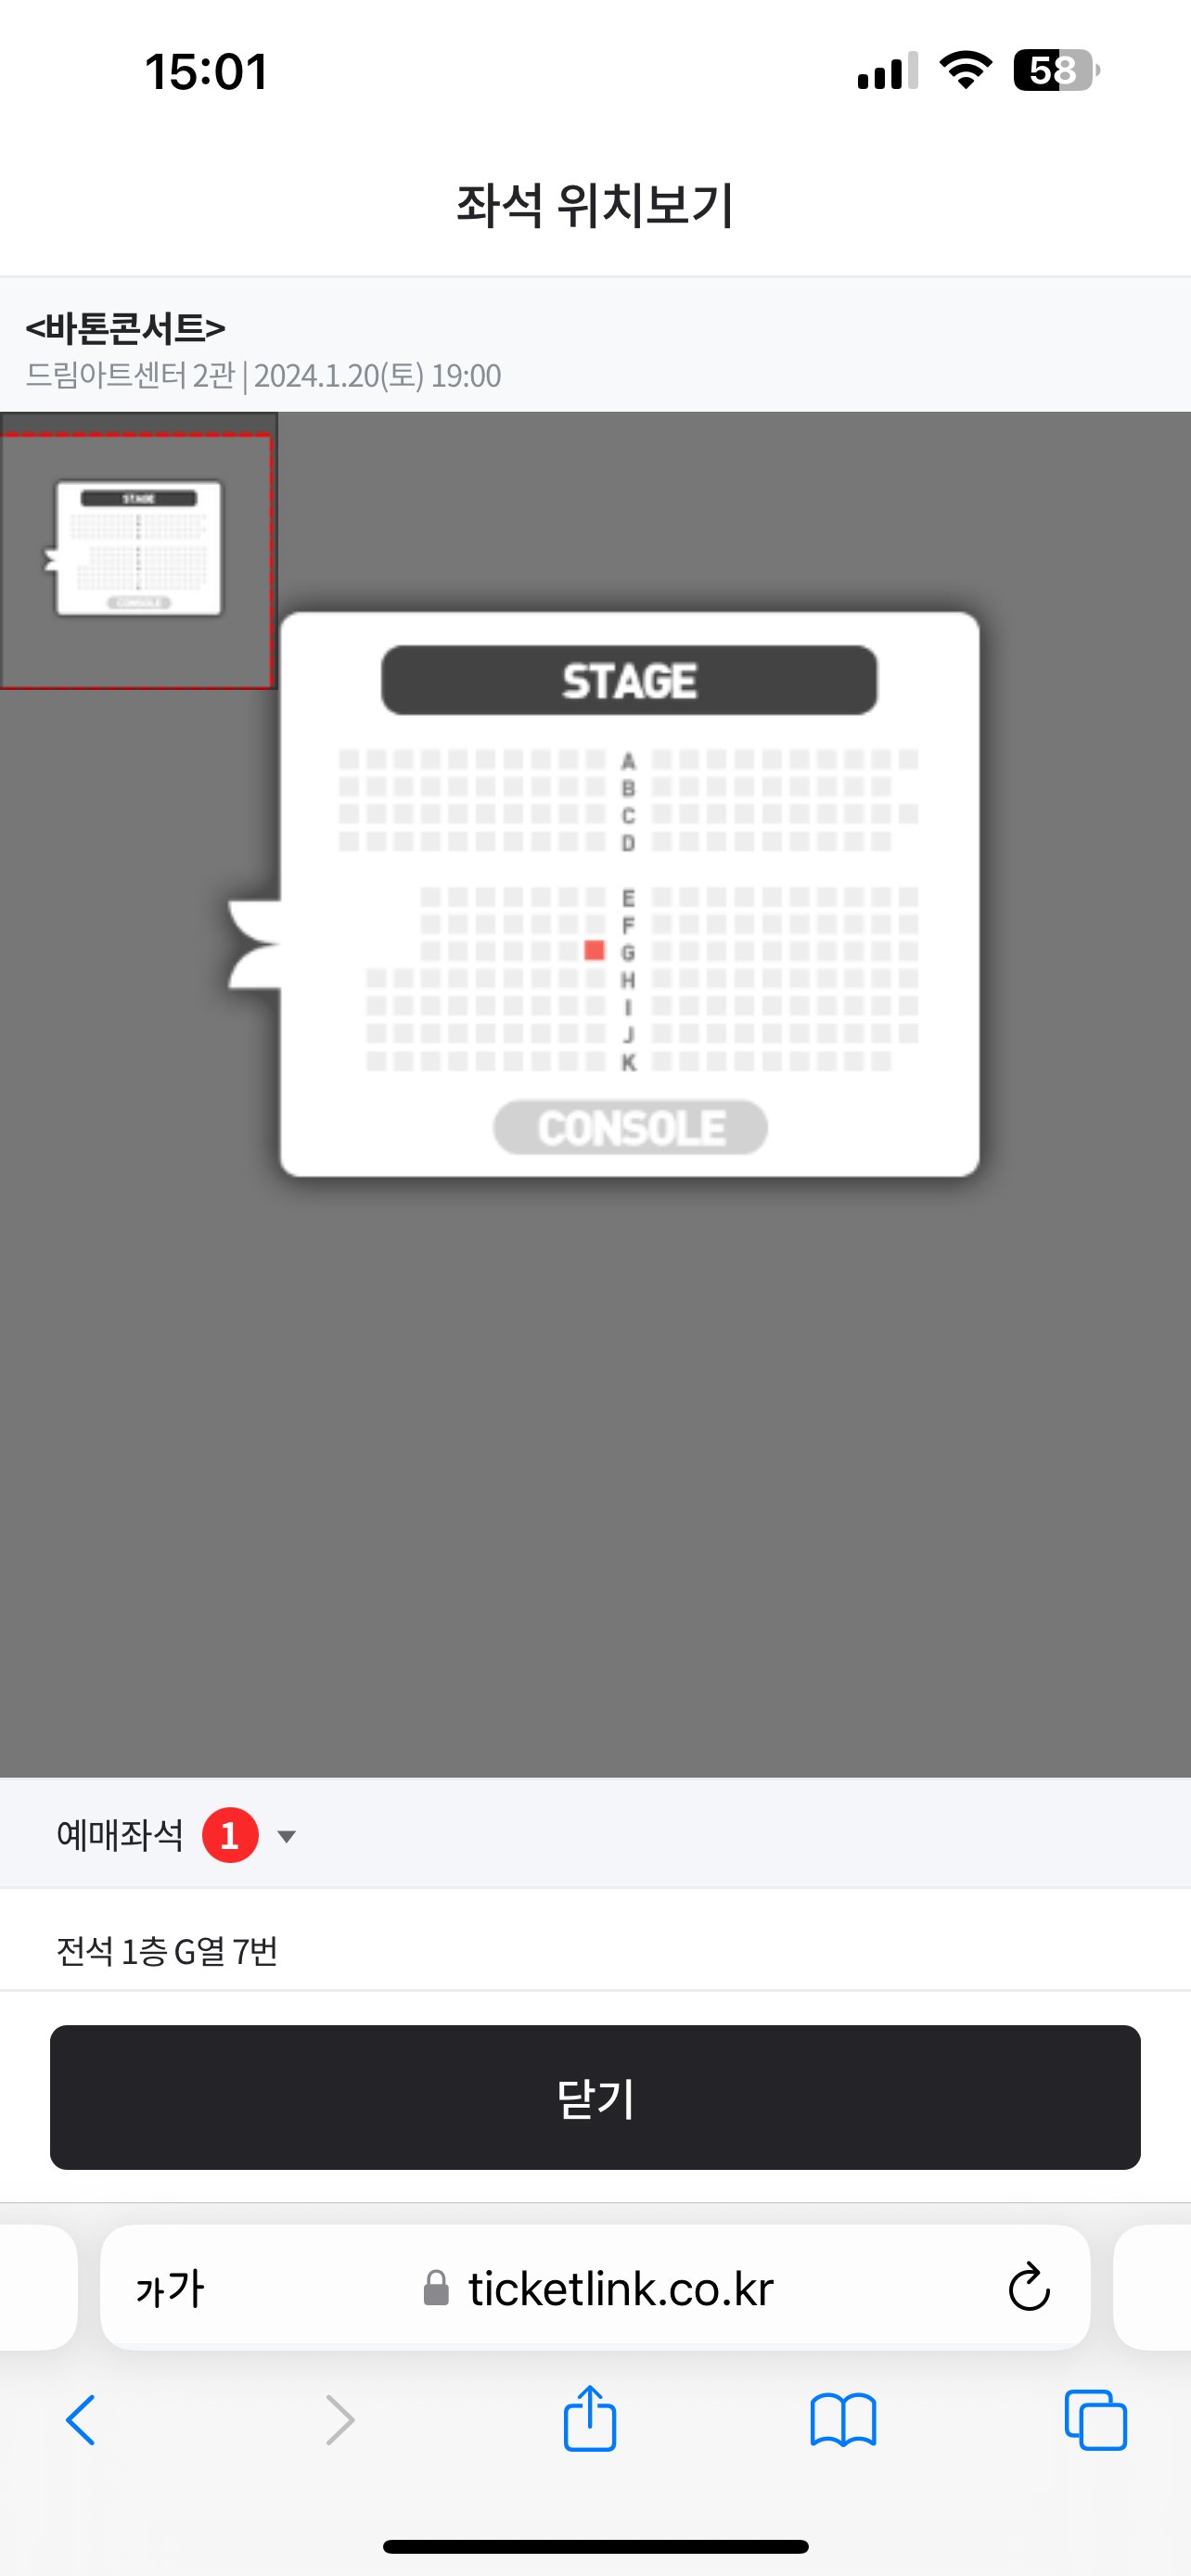 15:01
58
좌석 위치보기
<바톤콘서트>
드림아트센터 2관 | 2024.1.20(토) 19:00
STAGE
CONSOLE
STAGE
A
B
C
D
E
F
G
H
I
J
K
CONSOLE
예매좌석 1
전석 1층 G열 7번
닫기
가가 ticketlink.co.kr